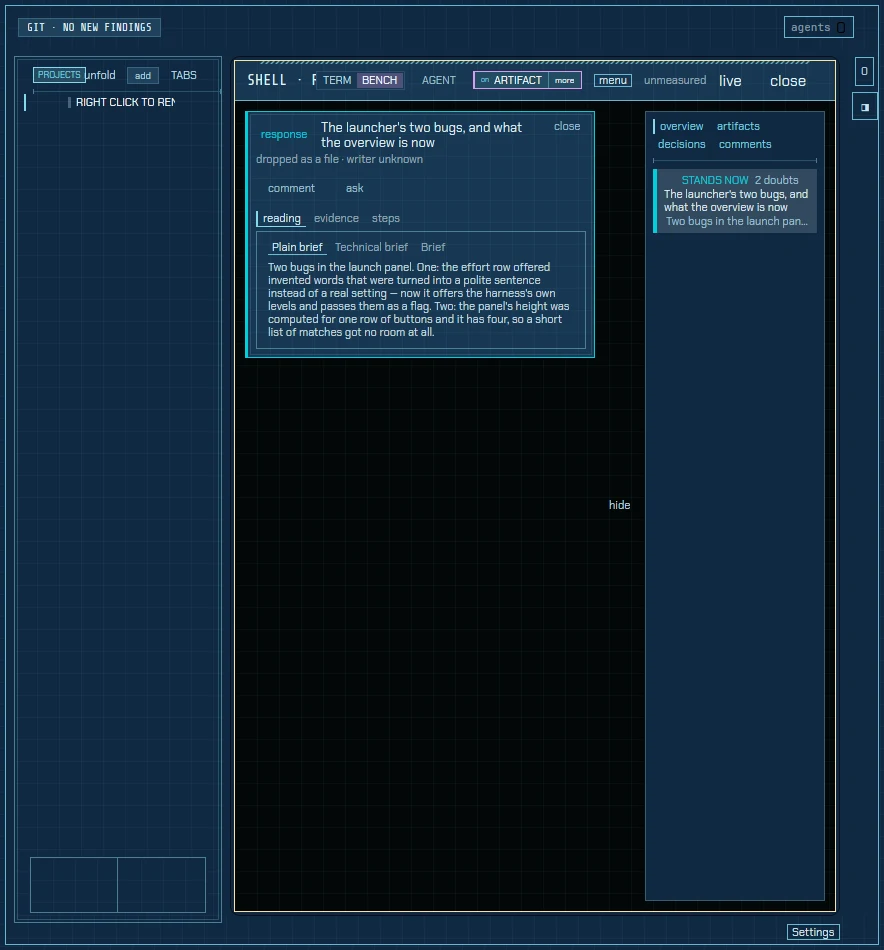 GIT · NO NEW FINDINGS
agents
PROJECTS unfold add TABS
RIGHT CLICK TO REN
SHELL · TERM BENCH AGENT on ARTIFACT more menu unmeasured live close
response The launcher's two bugs, and what the overview is now close
dropped as a file · writer unknown
comment ask
reading evidence steps
Plain brief Technical brief Brief
Two bugs in the launch panel. One: the effort row offered
invented words that were turned into a polite sentence
instead of a real setting — now it offers the harness's own
levels and passes them as a flag. Two: the panel's height was
computed for one row of buttons and it has four, so a short
list of matches got no room at all.
hide
overview artifacts
decisions comments
STANDS NOW 2 doubts
The launcher's two bugs, and
what the overview is now
Two bugs in the launch pan...
Settings